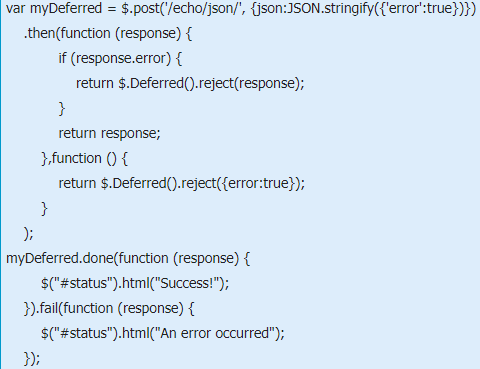 var myDeferred = $.post('/echo/json/', {json:JSON.stringify({'error':true})})
.then(function (response) {
if (response.error) {
return $.Deferred().reject(response);
}
return response;
},function () {
return $.Deferred().reject({error:true});
}
);
myDeferred.done(function (response) {
$("#status").html("Success!");
}).fail(function (response) {
$("#status").html("An error occurred");
});